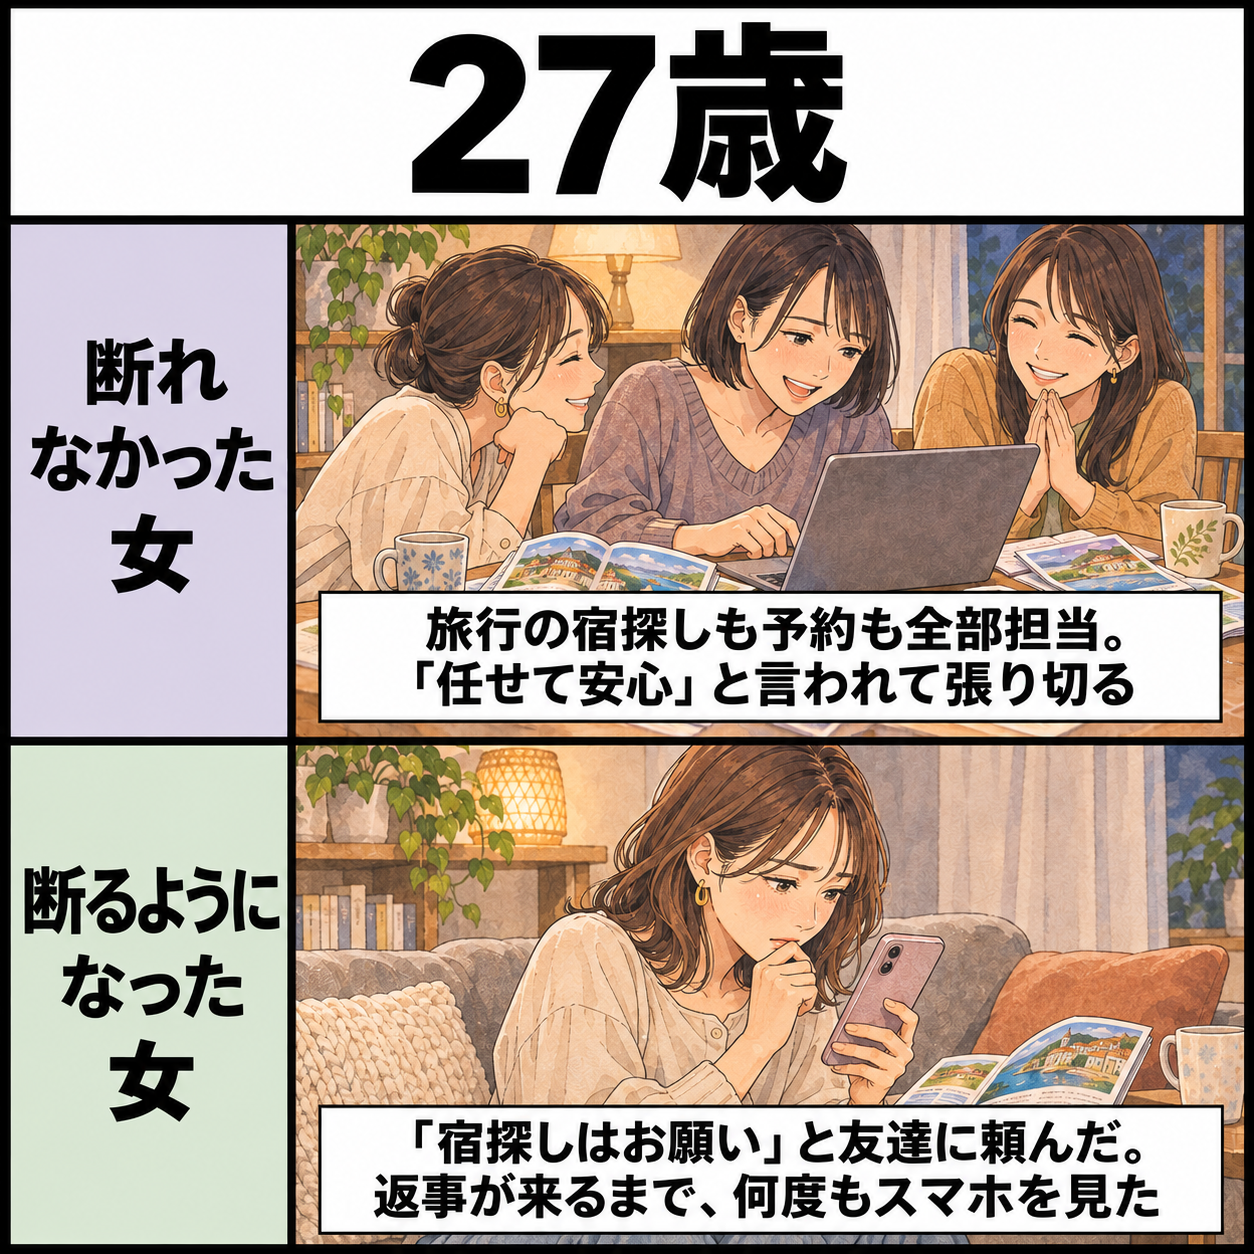 27歳
断れ
なかった
女
旅行の宿探しも予約も全部担当。
「任せて安心」と言われて張り切る
断るように
なった
女
「宿探しはお願い」と友達に頼んだ。
返事が来るまで、何度もスマホを見た